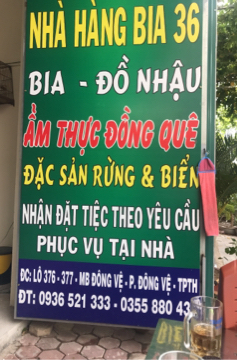 NHÀ HÀNG BIA 36
BIA - ĐỒ NHẬU
ẨM THỰC ĐỒNG QUÊ
ĐẶC SẢN RỪNG & BIỂN
NHẬN ĐẶT TIỆC THEO YÊU CẦU
PHỤC VỤ TẠI NHÀ
ĐC: LÔ 376 - 377 - MB ĐÔNG VỆ - P. ĐÔNG VỆ - TPTH
ĐT: 0936 521 333 - 0355 880 43